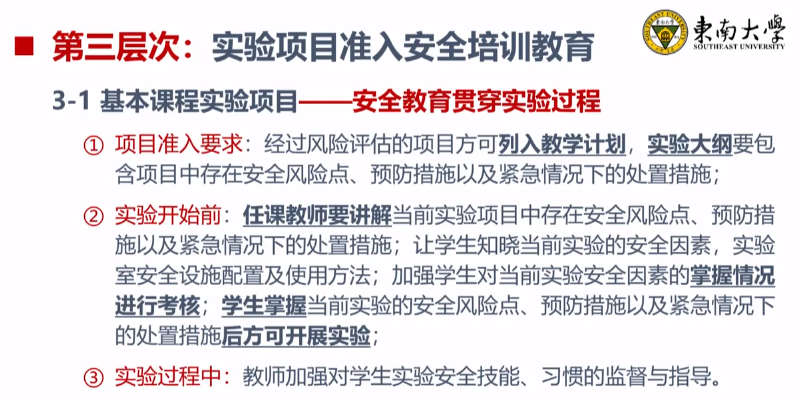 ■ 第三层次：实验项目准入安全培训教育
東南大學
SOUTHEAST UNIVERSITY
3-1 基本课程实验项目——安全教育贯穿实验过程
① 项目准入要求：经过风险评估的项目方可列入教学计划，实验大纲要包
含项目中存在安全风险点、预防措施以及紧急情况下的处置措施；
② 实验开始前：任课教师要讲解当前实验项目中存在安全风险点、预防措
施以及紧急情况下的处置措施；让学生知晓当前实验的安全因素，实验
室安全设施配置及使用方法；加强学生对当前实验安全因素的掌握情况
进行考核；学生掌握当前实验的安全风险点、预防措施以及紧急情况下
的处置措施后方可开展实验；
③ 实验过程中：教师加强对学生实验安全技能、习惯的监督与指导。